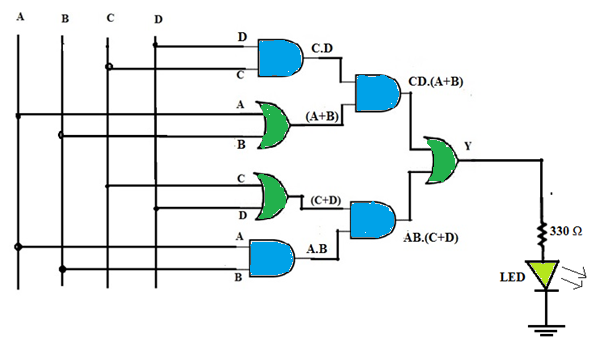 A B C D
D
C.D
C
CD.(A+B)
A
(A+B)
B
Y
C
(C+D)
D
330 Ω
A
AB.(C+D)
A.B
B
LED